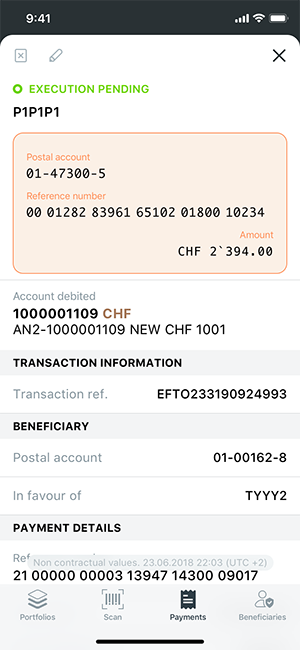 9:41
EXECUTION PENDING
P1P1P1
Postal account
01-47300-5
Reference number
00 01282 83961 65102 01800 10234
Amount
CHF 2`394.00
Account debited
1000001109 CHF
AN2-1000001109 NEW CHF 1001
TRANSACTION INFORMATION
Transaction ref. EFTO233190924993
BENEFICIARY
Postal account 01-00162-8
In favour of TYYY2
PAYMENT DETAILS
Non contractual values. 23.06.2018 22:03 (UTC +2)
21 00000 00003 13947 14300 09017
Portfolios Scan Payments Beneficiaries